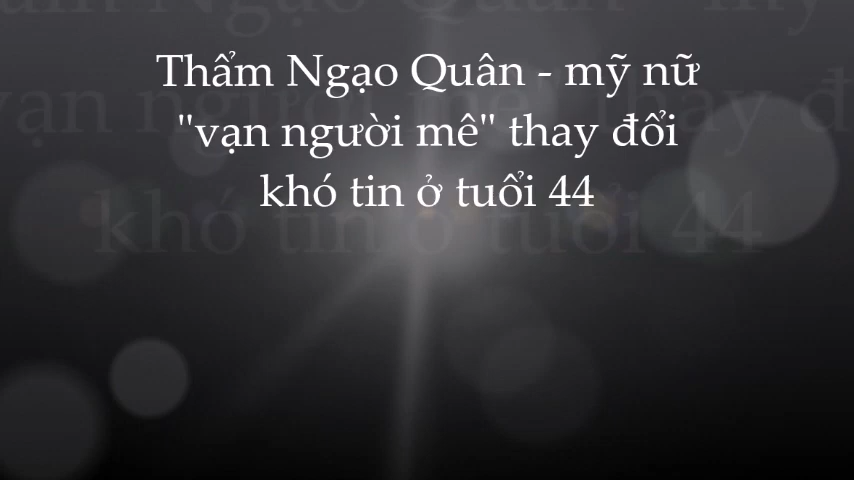 Thẩm Ngạo Quân - mỹ nữ
"vạn người mê" thay đổi
khó tin ở tuổi 44